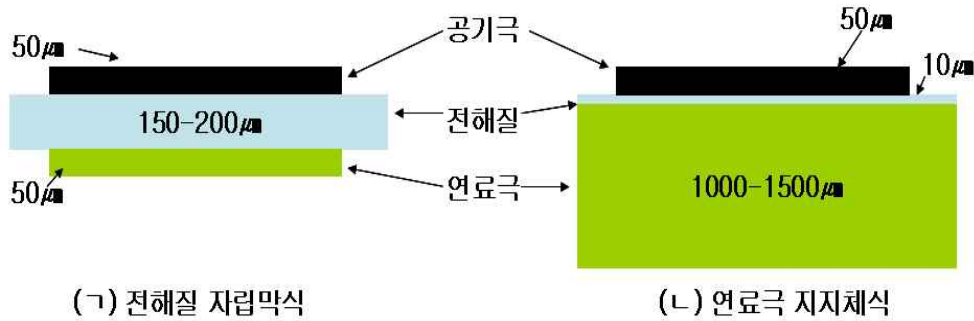 50㎛
공기극
50㎛
10㎛
150-200㎛
전해질
50㎛
연료극
1000-1500㎛
(ㄱ) 전해질 자립막식
(ㄴ) 연료극 지지체식